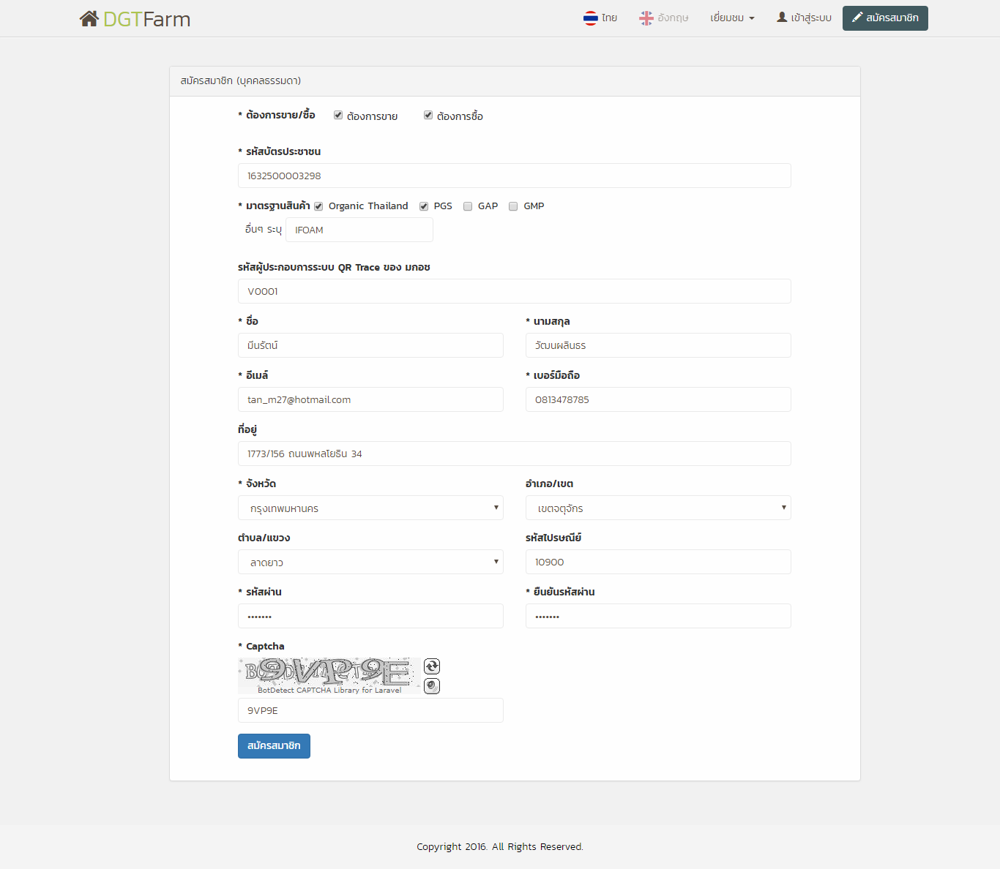 DGTFarm ไทย อังกฤษ เยี่ยมชม เข้าสู่ระบบ สมัครสมาชิก
สมัครสมาชิก (บุคคลธรรมดา)
* ต้องการขาย/ซื้อ ต้องการขาย ต้องการซื้อ
* รหัสบัตรประชาชน
1632500003298
* มาตรฐานสินค้า Organic Thailand PGS GAP GMP
อื่นๆ ระบุ IFOAM
รหัสผู้ประกอบการระบบ QR Trace ของ มกอช
V0001
* ชื่อ * นามสกุล
มีนรัตน์ วัฒนผลินธร
* อีเมล์ * เบอร์มือถือ
tan_m27@hotmail.com 0813478785
ที่อยู่
1773/156 ถนนพหลโยธิน 34
* จังหวัด อำเภอ/เขต
กรุงเทพมหานคร เขตจตุจักร
ตำบล/แขวง รหัสไปรษณีย์
ลาดยาว 10900
* รหัสผ่าน * ยืนยันรหัสผ่าน
••••••• •••••••
* Captcha
9VP9E
BotDetect CAPTCHA Library for Laravel
9VP9E
สมัครสมาชิก
Copyright 2016. All Rights Reserved.